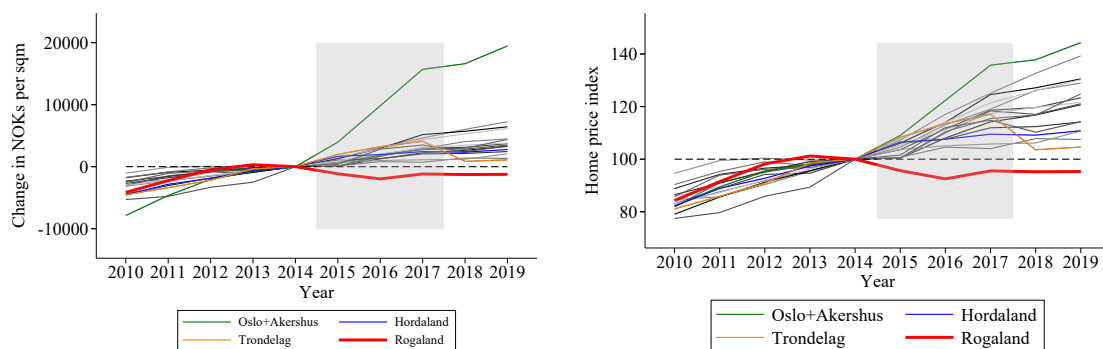 Change in NOKs per sqm
20000
10000
0
-10000
2010 2011 2012 2013 2014 2015 2016 2017 2018 2019
Year
Oslo+Akershus Hordaland
Trondelag Rogaland
Home price index
140
120
100
80
2010 2011 2012 2013 2014 2015 2016 2017 2018 2019
Year
Oslo+Akershus Hordaland
Trondelag Rogaland